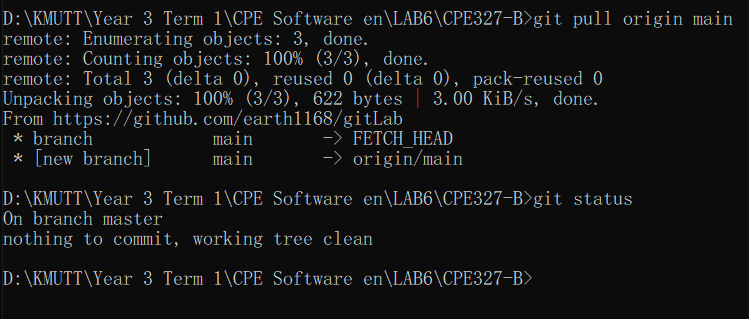 D:\KMUTT\Year 3 Term 1\CPE Software en\LAB6\CPE327-B>git pull origin main
remote: Enumerating objects: 3, done.
remote: Counting objects: 100% (3/3), done.
remote: Total 3 (delta 0), reused 0 (delta 0), pack-reused 0
Unpacking objects: 100% (3/3), 622 bytes | 3.00 KiB/s, done.
From https://github.com/earth1168/gitLab
 * branch            main       -> FETCH_HEAD
 * [new branch]      main       -> origin/main
D:\KMUTT\Year 3 Term 1\CPE Software en\LAB6\CPE327-B>git status
On branch master
nothing to commit, working tree clean
D:\KMUTT\Year 3 Term 1\CPE Software en\LAB6\CPE327-B>